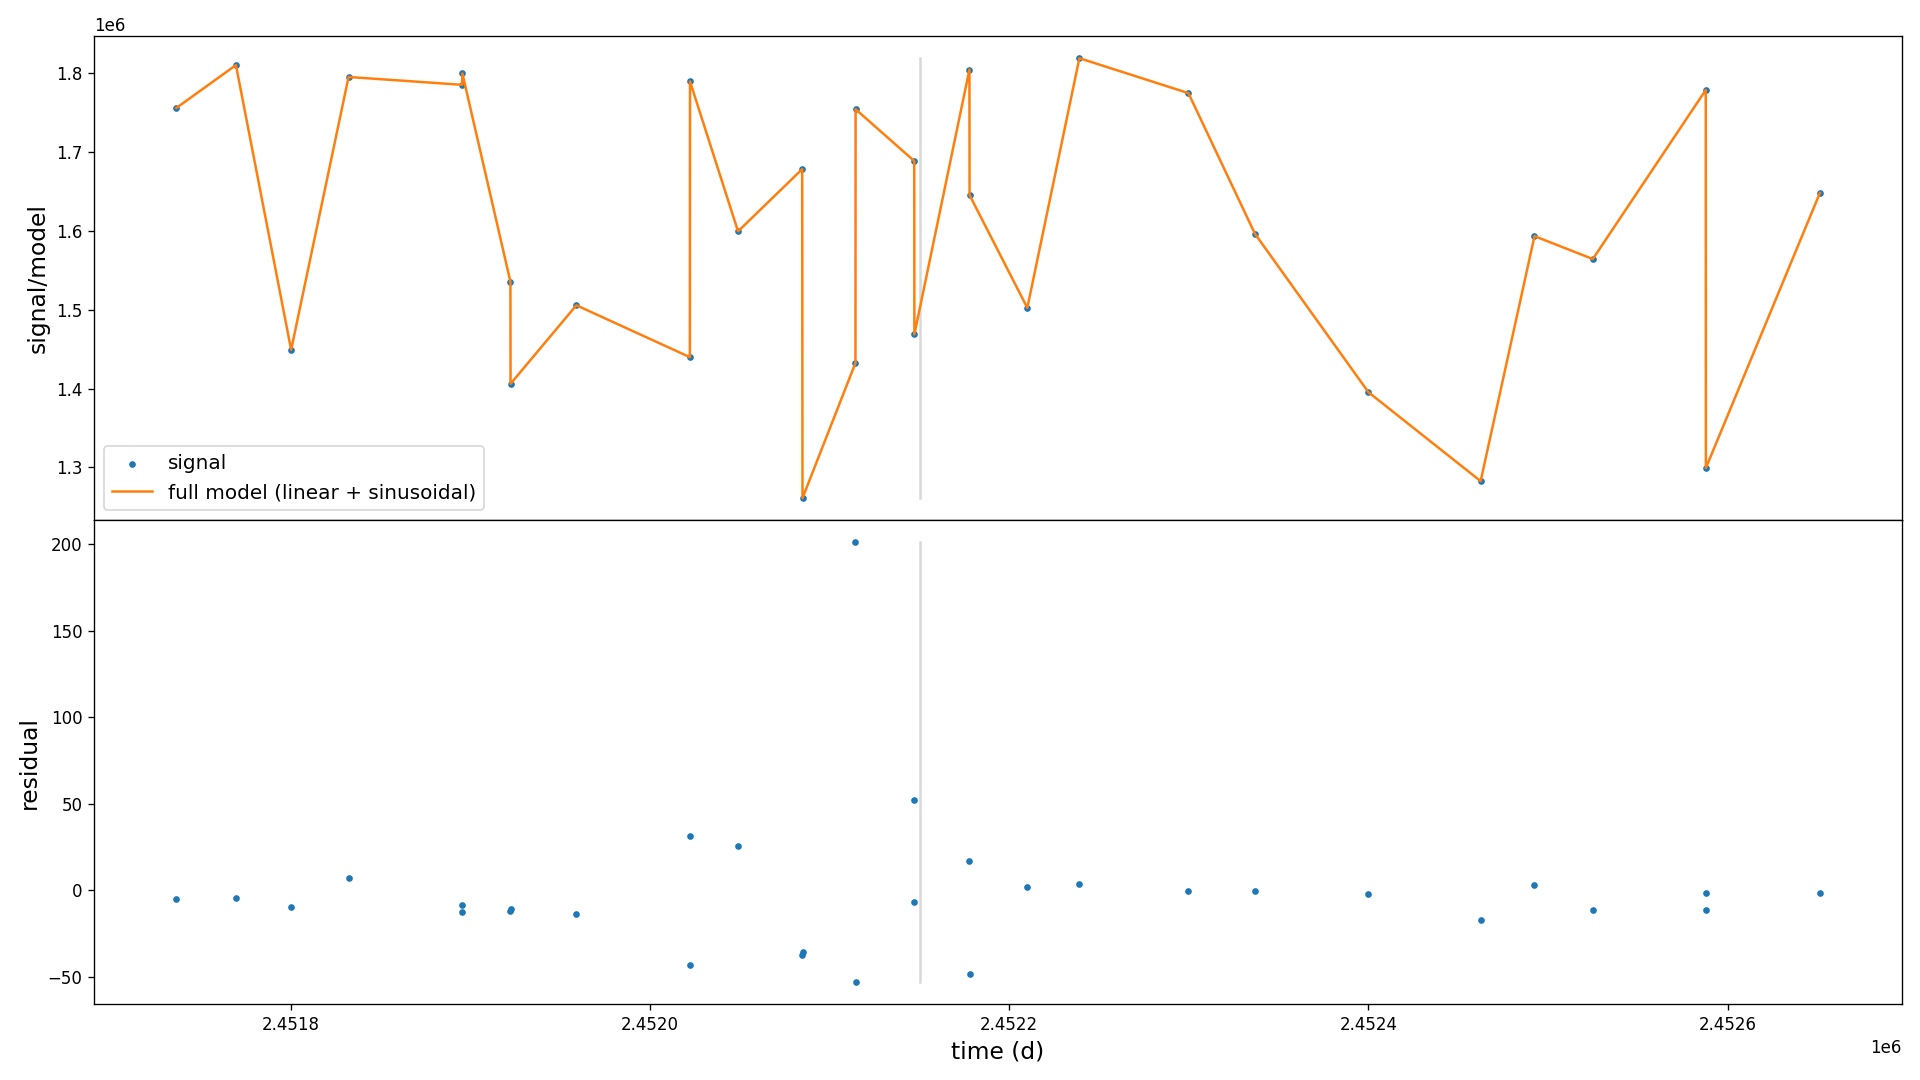 1e6
signal/model
1.8
1.7
1.6
1.5
1.4
1.3
signal
full model (linear + sinusoidal)
residual
200
150
100
50
0
−50
2.4518
2.4520
2.4522
2.4524
2.4526
time (d)
1e6